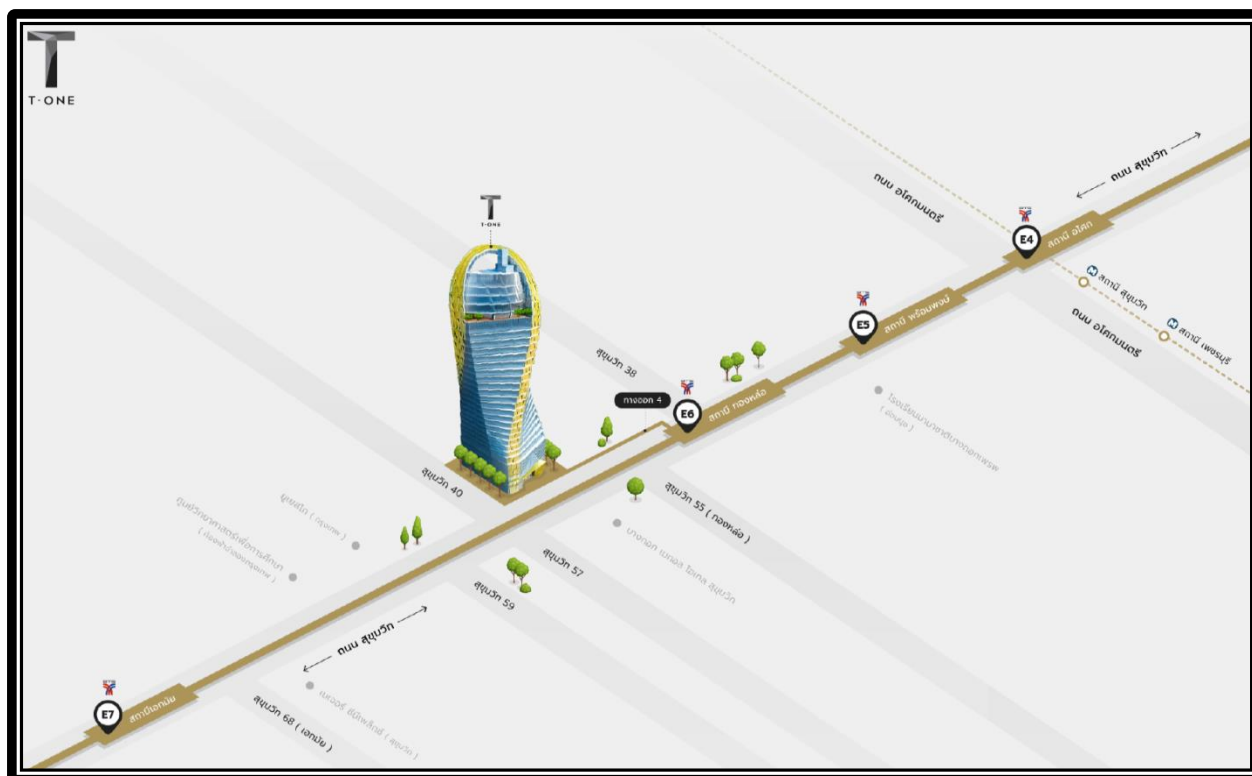 T
T·ONE
ถนน สุขุมวิท
ถนน อโศกมนตรี
E4
สถานี อโศก
T
T-ONE
สถานี สุขุมวิท
E5
สถานี พร้อมพงษ์
ถนน อโศกมนตรี
สถานี เพชรบุรี
สุขุมวิท 38
ทางออก 4
E6
สถานี ทองหล่อ
สุขุมวิท 40
สุขุมวิท 55 ( ทองหล่อ )
สุขุมวิท 57
สุขุมวิท 59
ถนน สุขุมวิท
E7
สถานีเอกมัย
สุขุมวิท 68 ( เอกมัย )